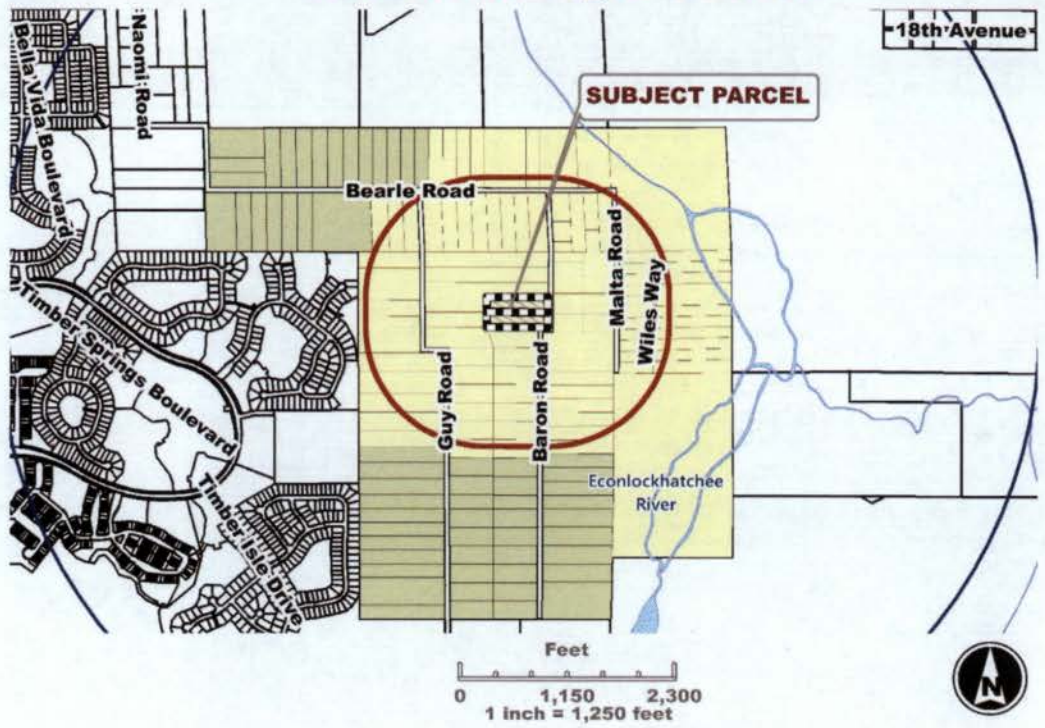 18th Avenue
Naomi Road
Bella Vida Boulevard
SUBJECT PARCEL
Bearle Road
Malta Road
Wiles Way
Timber Springs Boulevard
Guy Road
Baron Road
Econlockhatchee
River
Timber Isle Drive
Feet
0 1,150 2,300
1 inch = 1,250 feet
N